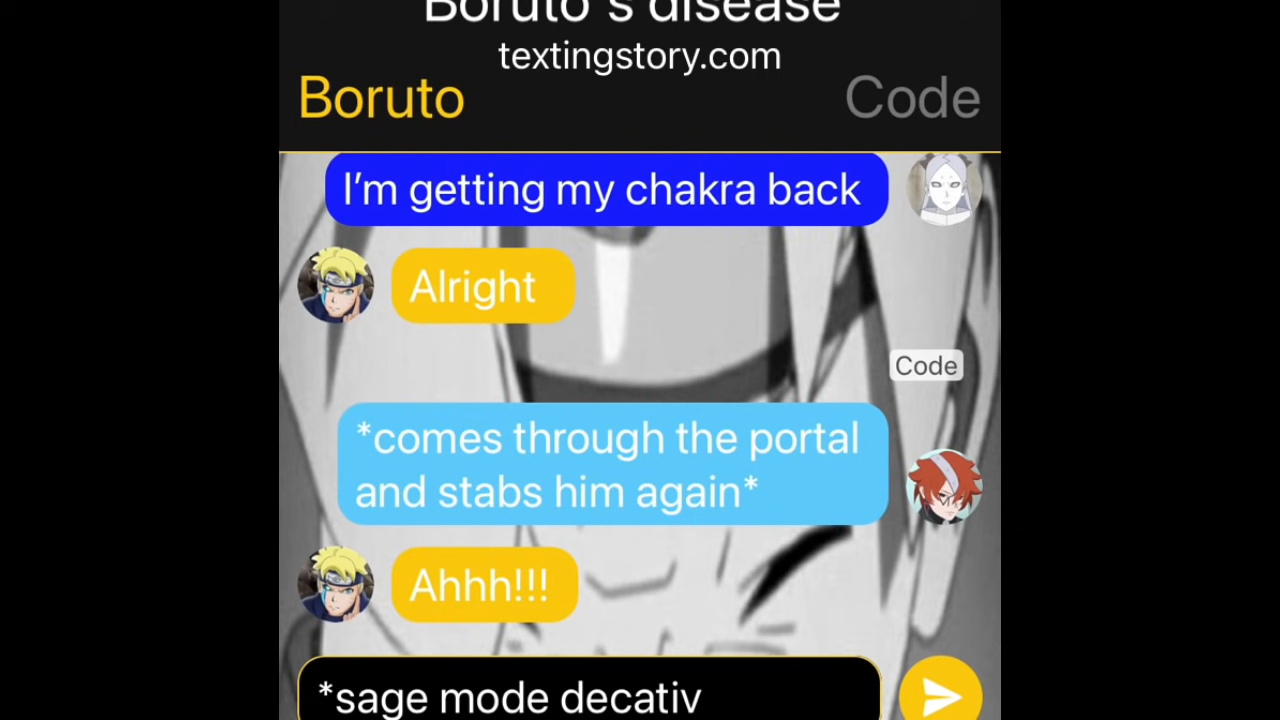 Boruto's disease
textingstory.com
Boruto
Code
I’m getting my chakra back
Alright
Code
*comes through the portal
and stabs him again*
Ahhh!!!
*sage mode decativ